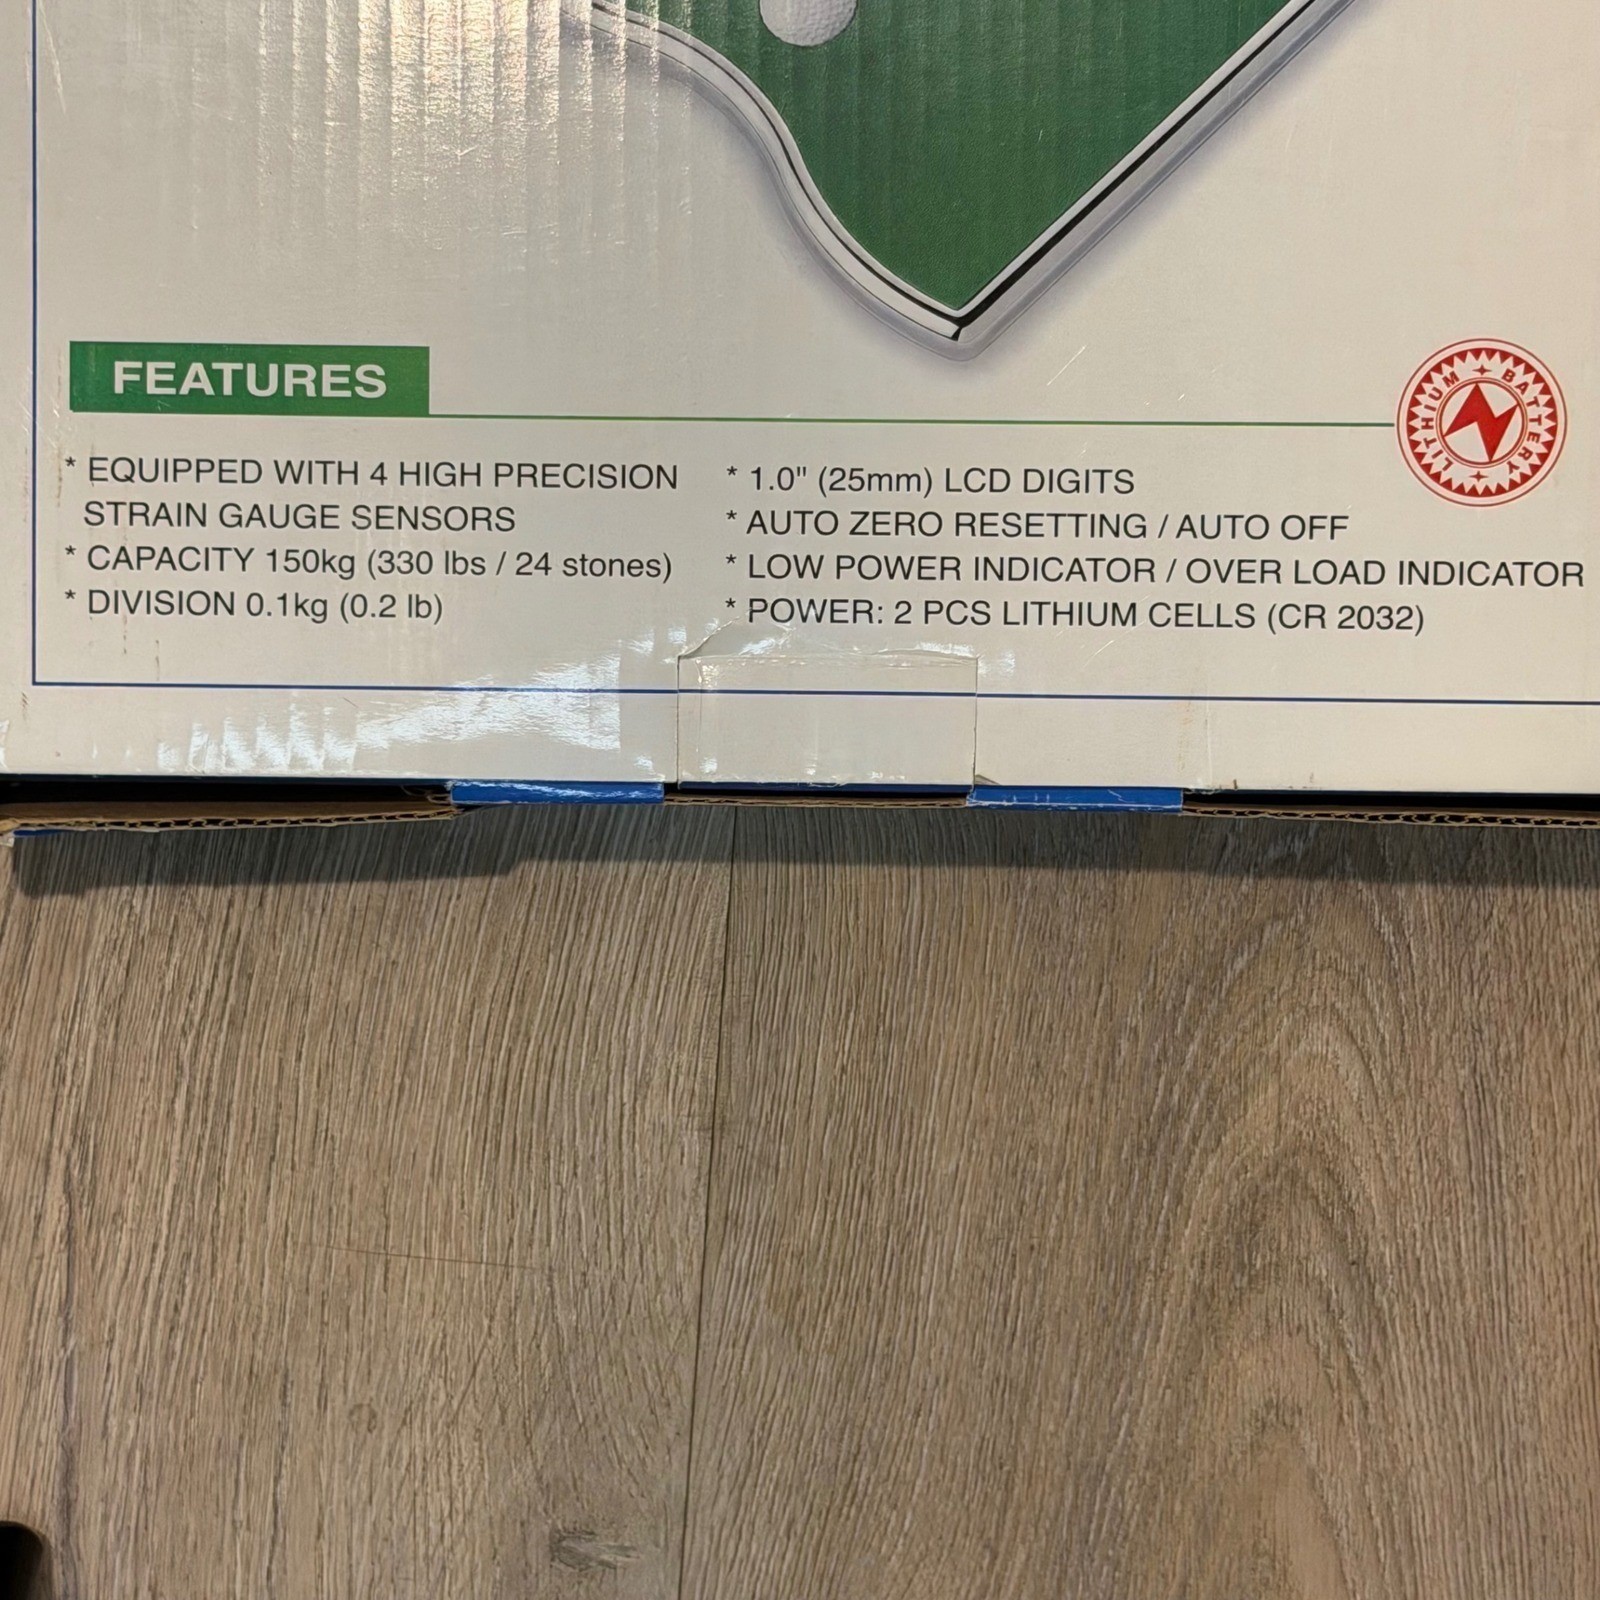 FEATURES
LITHIUM BATTERY
* EQUIPPED WITH 4 HIGH PRECISION
STRAIN GAUGE SENSORS
* CAPACITY 150kg (330 lbs / 24 stones)
* DIVISION 0.1kg (0.2 lb)
* 1.0" (25mm) LCD DIGITS
* AUTO ZERO RESETTING / AUTO OFF
* LOW POWER INDICATOR / OVER LOAD INDICATOR
* POWER: 2 PCS LITHIUM CELLS (CR 2032)